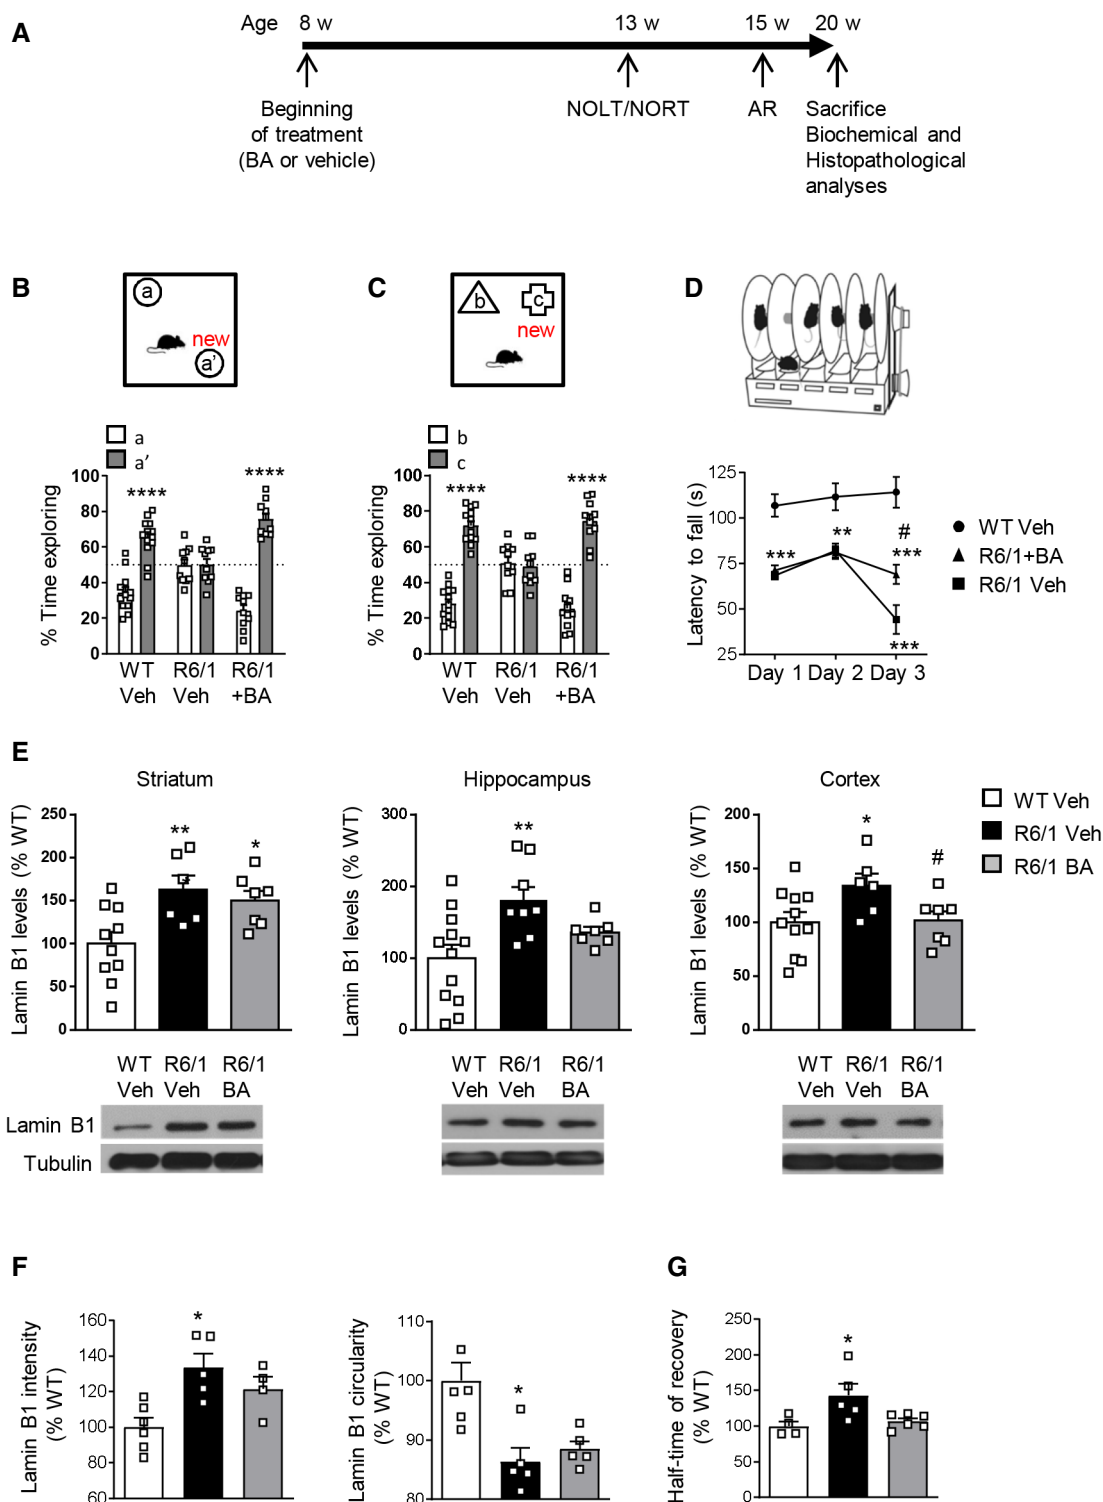 A
Age 8 w 13 w 15 w 20 w
Beginning
of treatment
(BA or vehicle)
NOLT/NORT
AR
Sacrifice
Biochemical and
Histopathological
analyses
B
a
new
a'
a
a'
% Time exploring
100
80
60
40
20
0
**** ****
WT R6/1 R6/1
Veh Veh +BA
C
b c
new
b
c
% Time exploring
100
80
60
40
20
0
**** ****
WT R6/1 R6/1
Veh Veh +BA
D
Latency to fall (s)
125
100
75
50
25
*** ** # ***
***
Day 1 Day 2 Day 3
WT Veh
R6/1+BA
R6/1 Veh
E
Striatum
Lamin B1 levels (% WT)
250
200
150
100
50
0
** *
WT R6/1 R6/1
Veh Veh BA
Lamin B1
Tubulin
Hippocampus
Lamin B1 levels (% WT)
300
200
100
0
**
WT R6/1 R6/1
Veh Veh BA
Cortex
Lamin B1 levels (% WT)
200
150
100
50
0
* #
WT R6/1 R6/1
Veh Veh BA
WT Veh
R6/1 Veh
R6/1 BA
F
Lamin B1 intensity
(% WT)
160
140
120
100
80
60
*
Lamin B1 circularity
(% WT)
110
100
90
80
*
G
Half-time of recovery
(% WT)
250
200
150
100
50
0
*